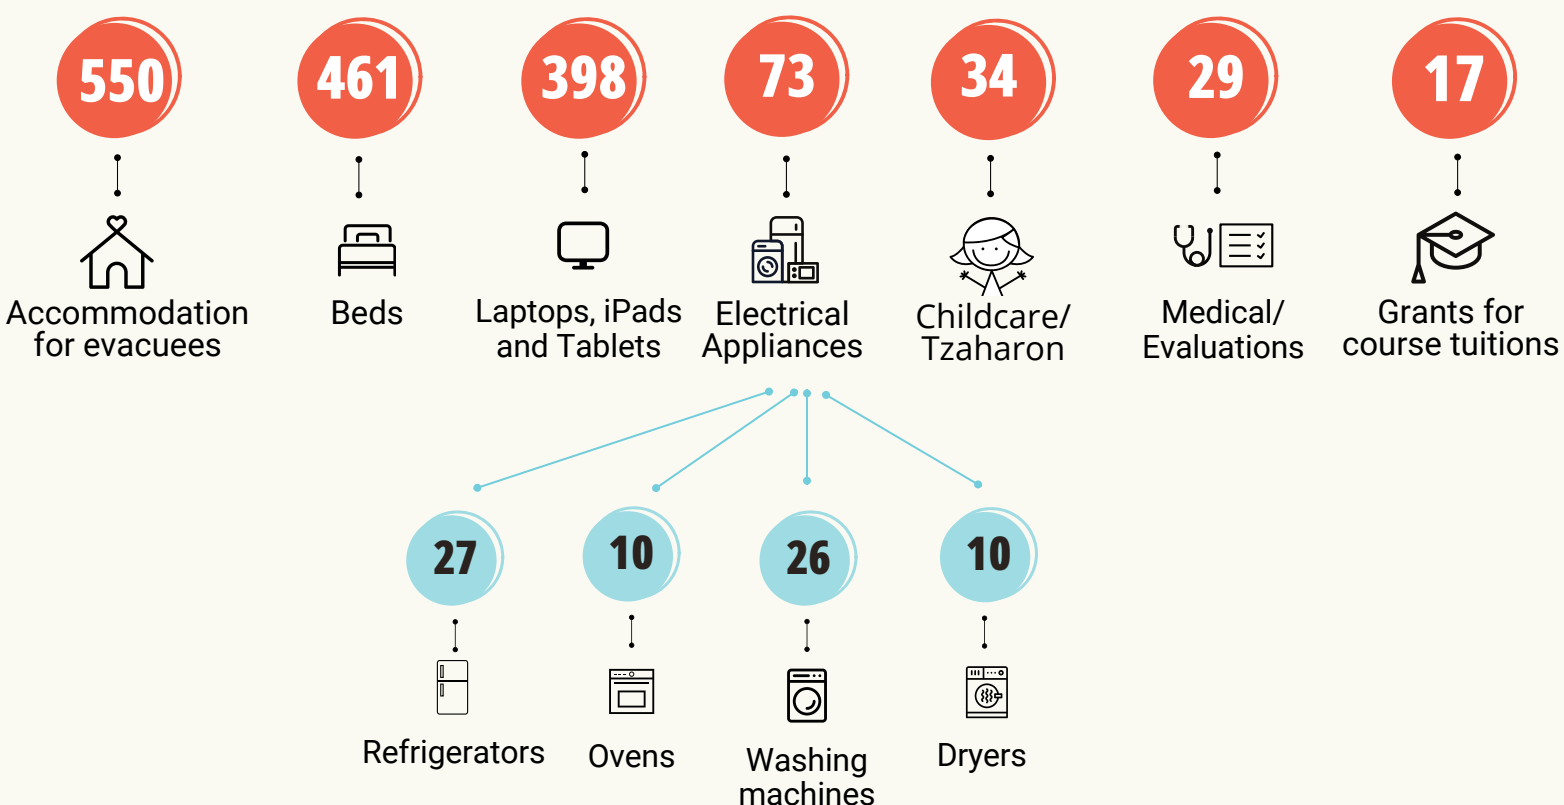 550
461
398
73
34
29
17
Accommodation
for evacuees
Beds
Laptops, iPads
and Tablets
Electrical
Appliances
Childcare/
Tzaharon
Medical/
Evaluations
Grants for
course tuitions
27
10
26
10
Refrigerators
Ovens
Washing
machines
Dryers